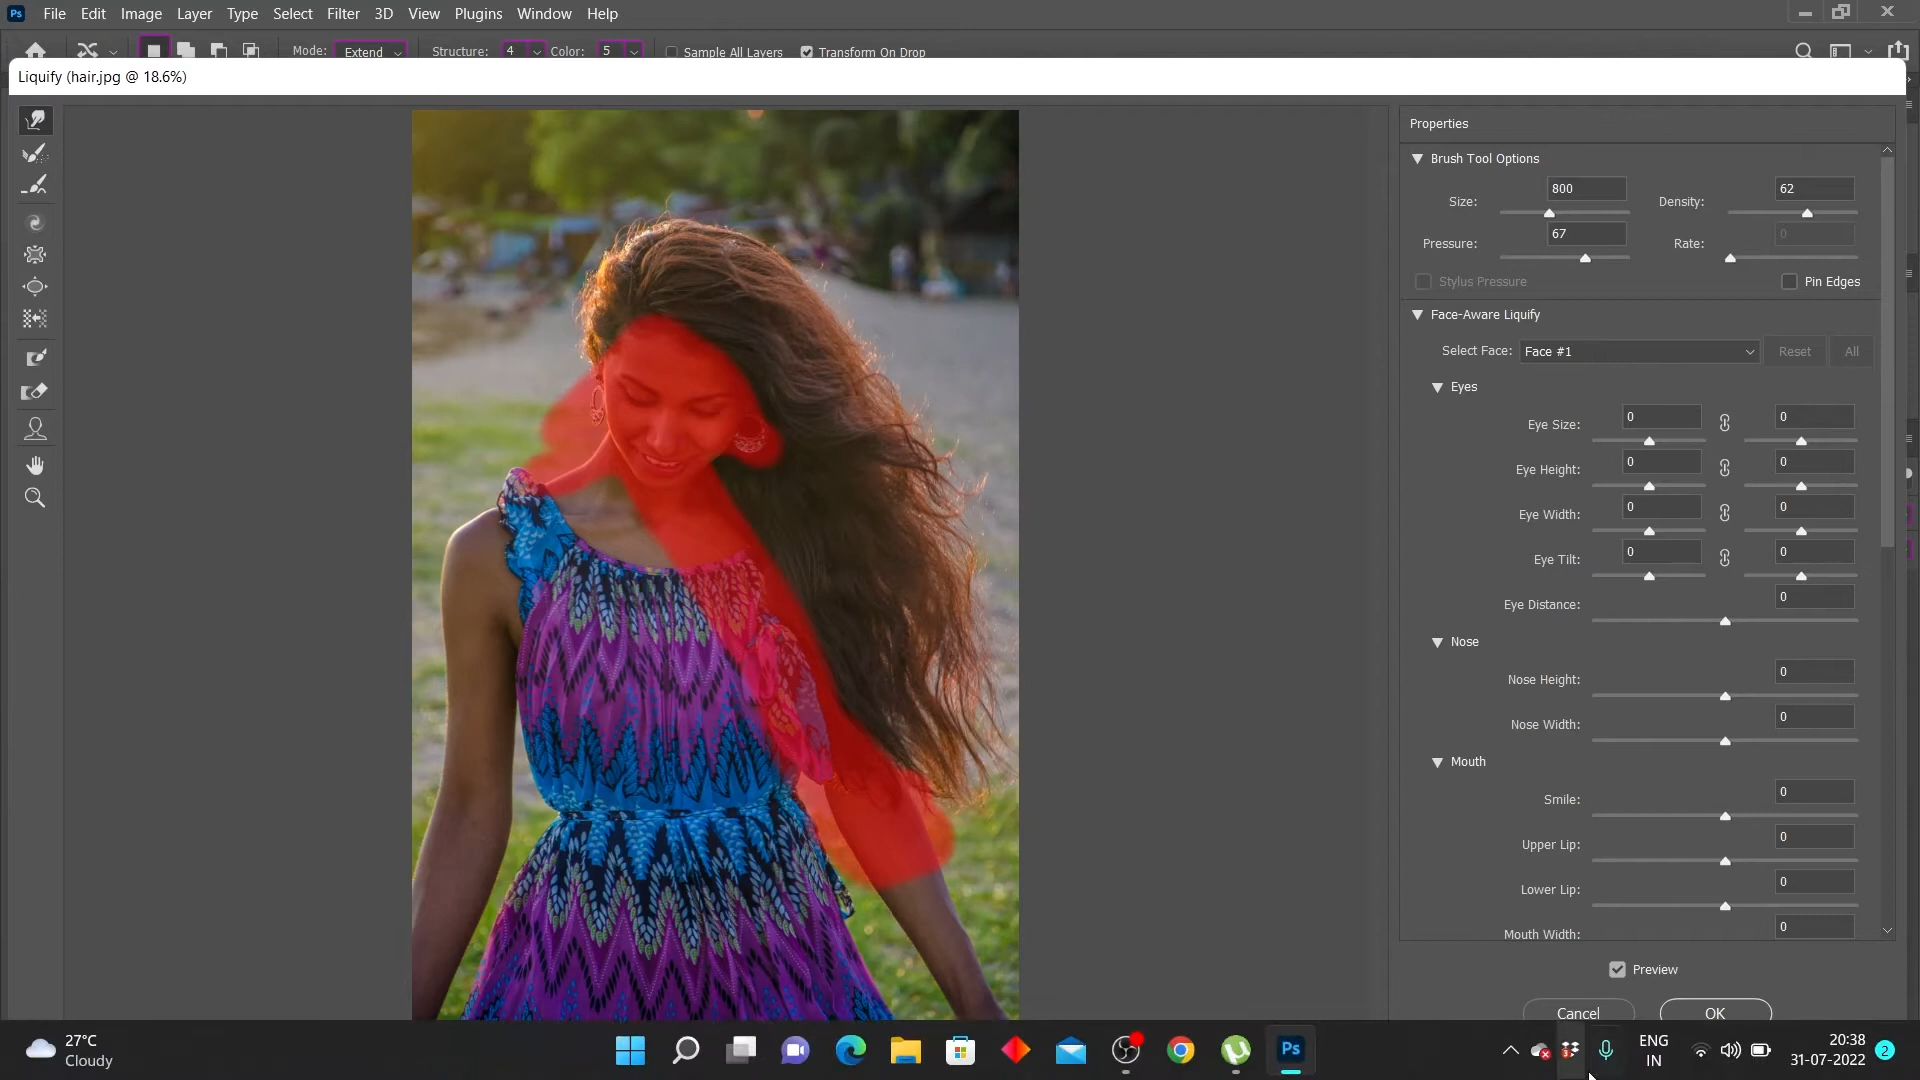 Ps File Edit Image Layer Type Select Filter 3D View Plugins Window Help
Mode: Extend Structure: 4 Color: 5 Sample All Layers Transform On Drop
Liquify (hair.jpg @ 18.6%)
Properties
Brush Tool Options
Size: 800 Density: 62
Pressure: 67 Rate: 0
Stylus Pressure Pin Edges
Face-Aware Liquify
Select Face: Face #1 Reset All
Eyes
Eye Size: 0 0
Eye Height: 0 0
Eye Width: 0 0
Eye Tilt: 0 0
Eye Distance: 0
Nose
Nose Height: 0
Nose Width: 0
Mouth
Smile: 0
Upper Lip: 0
Lower Lip: 0
Mouth Width: 0
Preview
Cancel OK
27°C
Cloudy
Ps
3
ENG
IN
20:38
31-07-2022
2